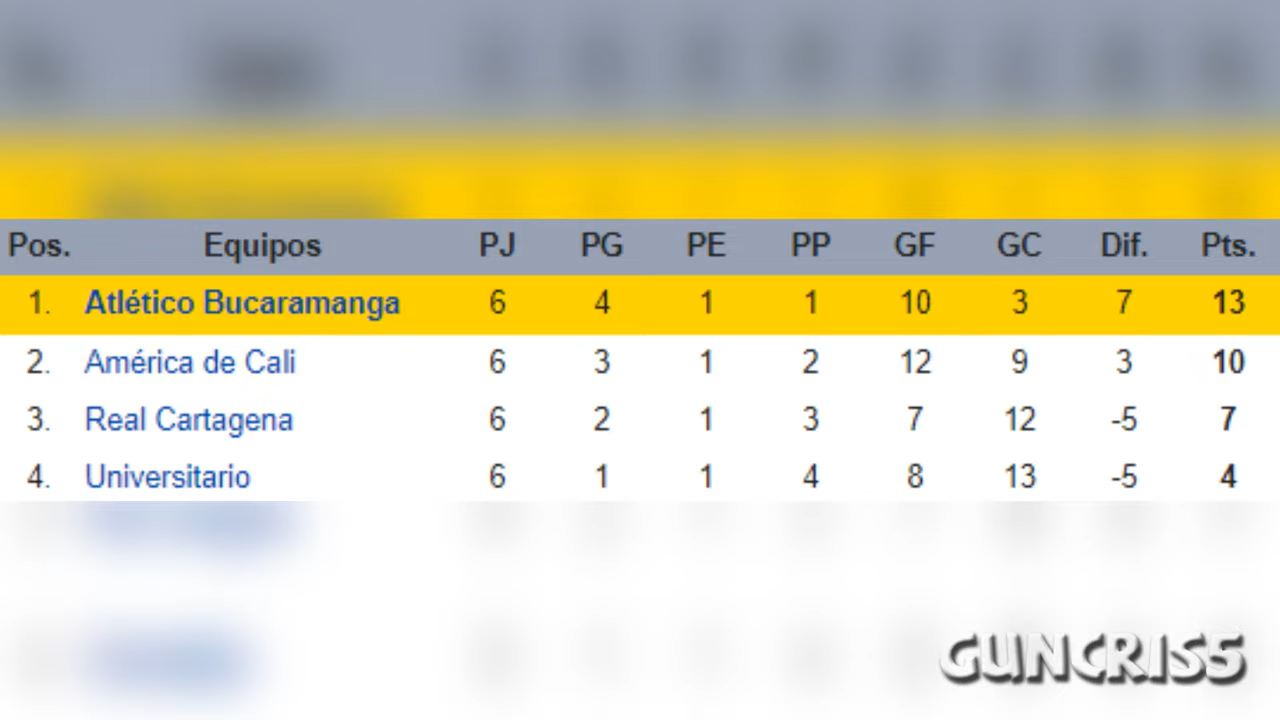 Pos. Equipos PJ PG PE PP GF GC Dif. Pts.
1. Atlético Bucaramanga 6 4 1 1 10 3 7 13
2. América de Cali 6 3 1 2 12 9 3 10
3. Real Cartagena 6 2 1 3 7 12 -5 7
4. Universitario 6 1 1 4 8 13 -5 4
GUNCRIS5